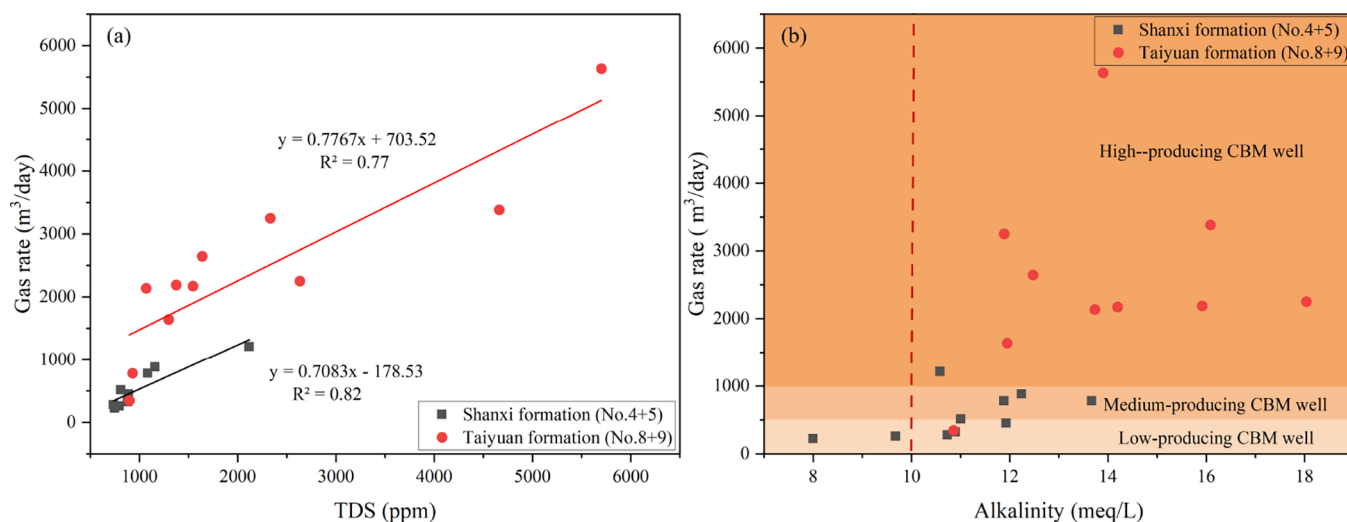 (a)
6000
5000
4000
3000
2000
1000
0
Gas rate (m³/day)
y = 0.7767x + 703.52
R² = 0.77
y = 0.7083x - 178.53
R² = 0.82
Shanxi formation (No.4+5)
Taiyuan formation (No.8+9)
1000 2000 3000 4000 5000 6000
TDS (ppm)
(b)
Shanxi formation (No.4+5)
Taiyuan formation (No.8+9)
6000
5000
4000
3000
2000
1000
0
Gas rate ( m³/day)
High--producing CBM well
Medium-producing CBM well
Low-producing CBM well
8 10 12 14 16 18
Alkalinity (meq/L)